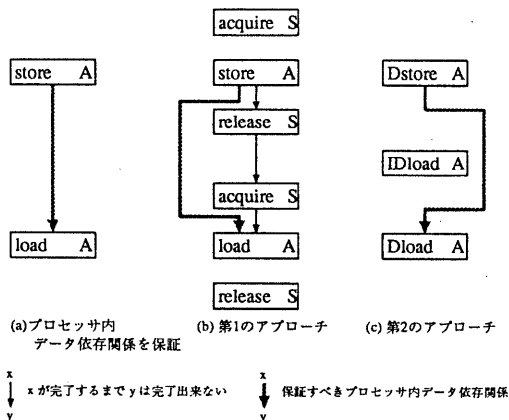 acquire S
store A
store A
Dstore A
release S
IDload A
acquire S
load A
load A
Dload A
release S
(a)プロセッサ内
データ依存関係を保証
(b) 第1のアプローチ
(c) 第2のアプローチ
x
x が完了するまで y は完了出来ない
y
x
保証すべきプロセッサ内データ依存関係
y